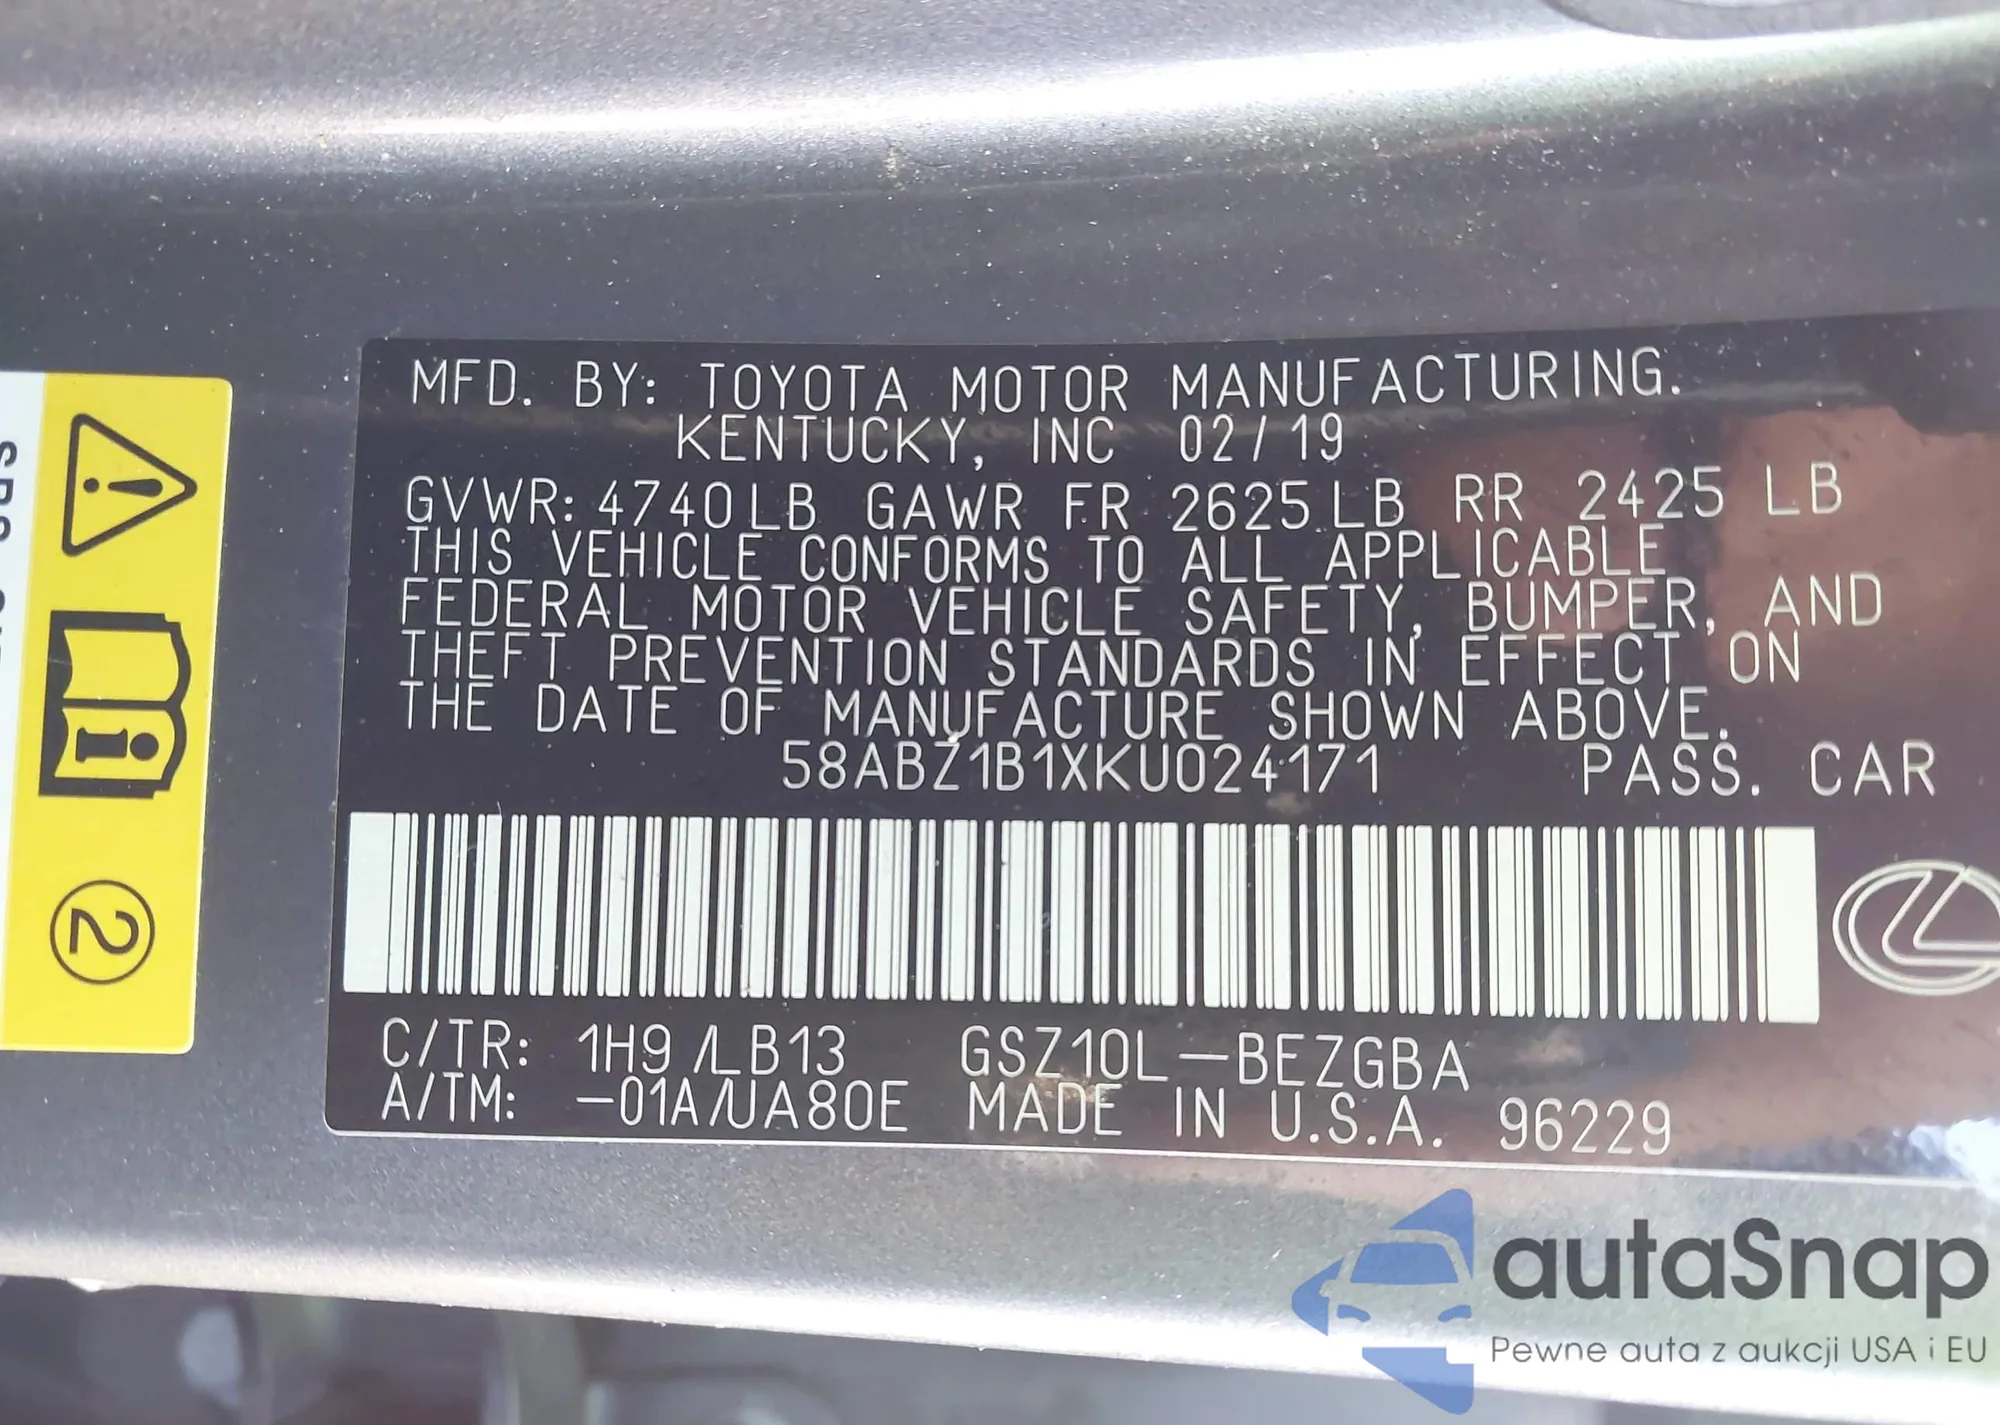 MFD. BY: TOYOTA MOTOR MANUFACTURING.
KENTUCKY, INC 02/19
GVWR: 4740LB GAWR FR 2625LB RR 2425 LB
THIS VEHICLE CONFORMS TO ALL APPLICABLE
FEDERAL MOTOR VEHICLE SAFETY, BUMPER, AND
THEFT PREVENTION STANDARDS IN EFFECT ON
THE DATE OF MANUFACTURE SHOWN ABOVE.
58ABZ1B1XKU024171 PASS. CAR
C/TR: 1H9/LB13 GSZ10L-BEZGBA
A/TM: -01A/UA80E MADE IN U.S.A. 96229
2
autaSnap
Pewne auta z aukcji USA i EU